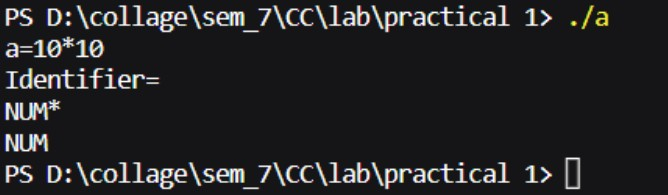 PS D:\collage\sem_7\CC\lab\practical 1> ./a
a=10*10
Identifier=
NUM*
NUM
PS D:\collage\sem_7\CC\lab\practical 1>